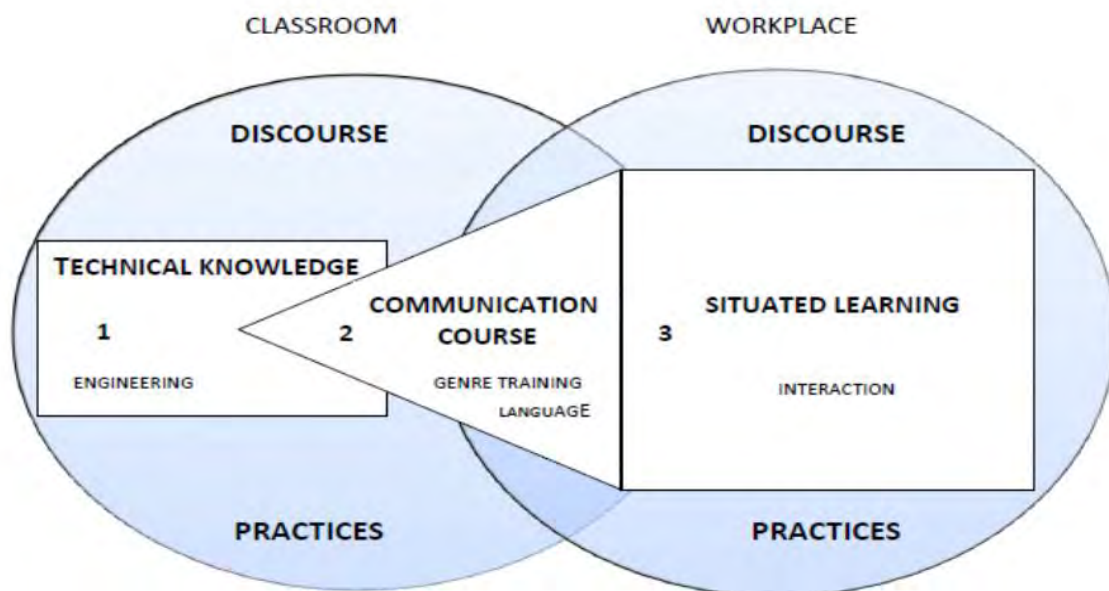 CLASSROOM
WORKPLACE
DISCOURSE
DISCOURSE
TECHNICAL KNOWLEDGE
1
ENGINEERING
2
COMMUNICATION
COURSE
GENRE TRAINING
LANGUAGE
3
SITUATED LEARNING
INTERACTION
PRACTICES
PRACTICES